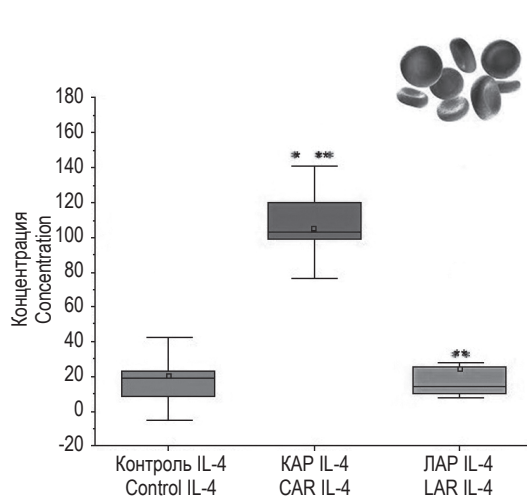 Концентрация
Concentration
180
160
140
120
100
80
60
40
20
0
-20
* **
**
Контроль IL-4
Control IL-4
КАР IL-4
CAR IL-4
ЛАР IL-4
LAR IL-4